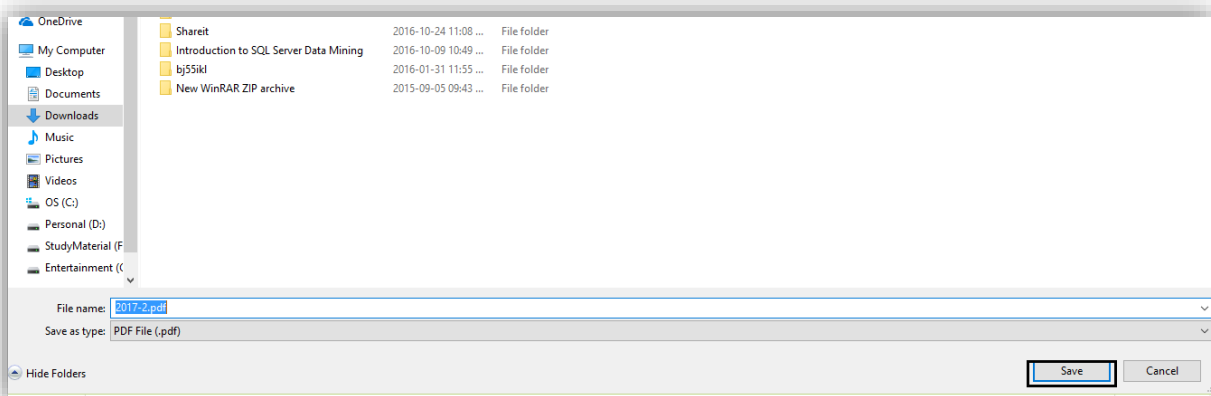 OneDrive
My Computer
Desktop
Documents
Downloads
Music
Pictures
Videos
OS (C:)
Personal (D:)
StudyMaterial (F
Entertainment (G
Shareit 2016-10-24 11:08 ... File folder
Introduction to SQL Server Data Mining 2016-10-09 10:49 ... File folder
bj55ikl 2016-01-31 11:55 ... File folder
New WinRAR ZIP archive 2015-09-05 09:43 ... File folder
File name: 2017-2.pdf
Save as type: PDF File (.pdf)
Hide Folders
Save Cancel